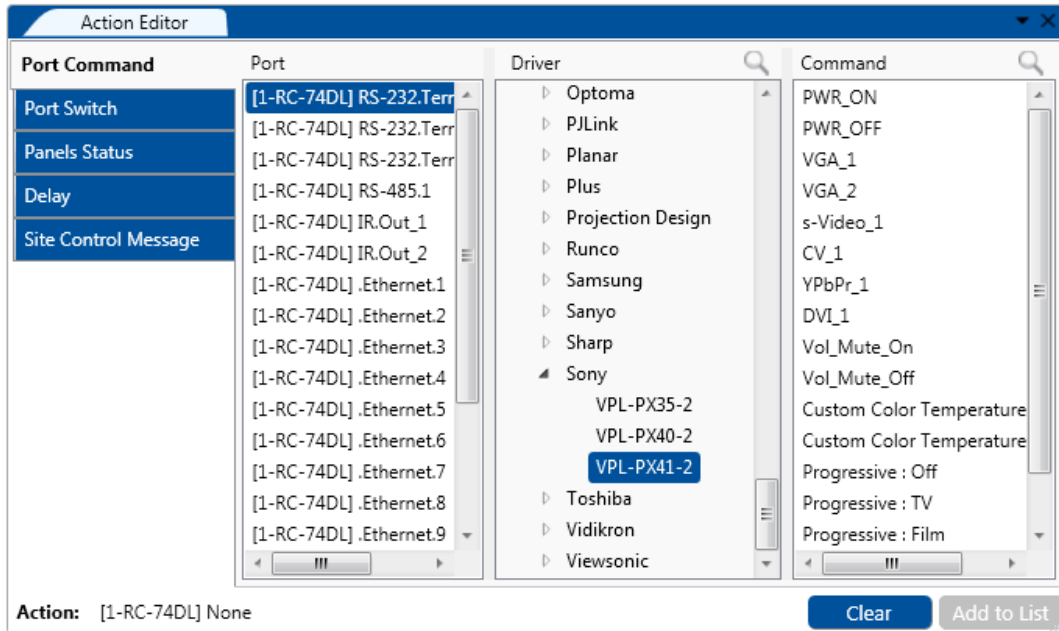 Action Editor
Port Command
Port Switch
Panels Status
Delay
Site Control Message
Port
[1-RC-74DL] RS-232.Terr
[1-RC-74DL] RS-232.Terr
[1-RC-74DL] RS-232.Terr
[1-RC-74DL] RS-485.1
[1-RC-74DL] IR.Out_1
[1-RC-74DL] IR.Out_2
[1-RC-74DL] .Ethernet.1
[1-RC-74DL] .Ethernet.2
[1-RC-74DL] .Ethernet.3
[1-RC-74DL] .Ethernet.4
[1-RC-74DL] .Ethernet.5
[1-RC-74DL] .Ethernet.6
[1-RC-74DL] .Ethernet.7
[1-RC-74DL] .Ethernet.8
[1-RC-74DL] .Ethernet.9
Driver
Optoma
PJLink
Planar
Plus
Projection Design
Runco
Samsung
Sanyo
Sharp
Sony
VPL-PX35-2
VPL-PX40-2
VPL-PX41-2
Toshiba
Vidikron
Viewsonic
Command
PWR_ON
PWR_OFF
VGA_1
VGA_2
s-Video_1
CV_1
YPbPr_1
DVI_1
Vol_Mute_On
Vol_Mute_Off
Custom Color Temperature
Custom Color Temperature
Progressive : Off
Progressive : TV
Progressive : Film
Action: [1-RC-74DL] None
Clear
Add to List